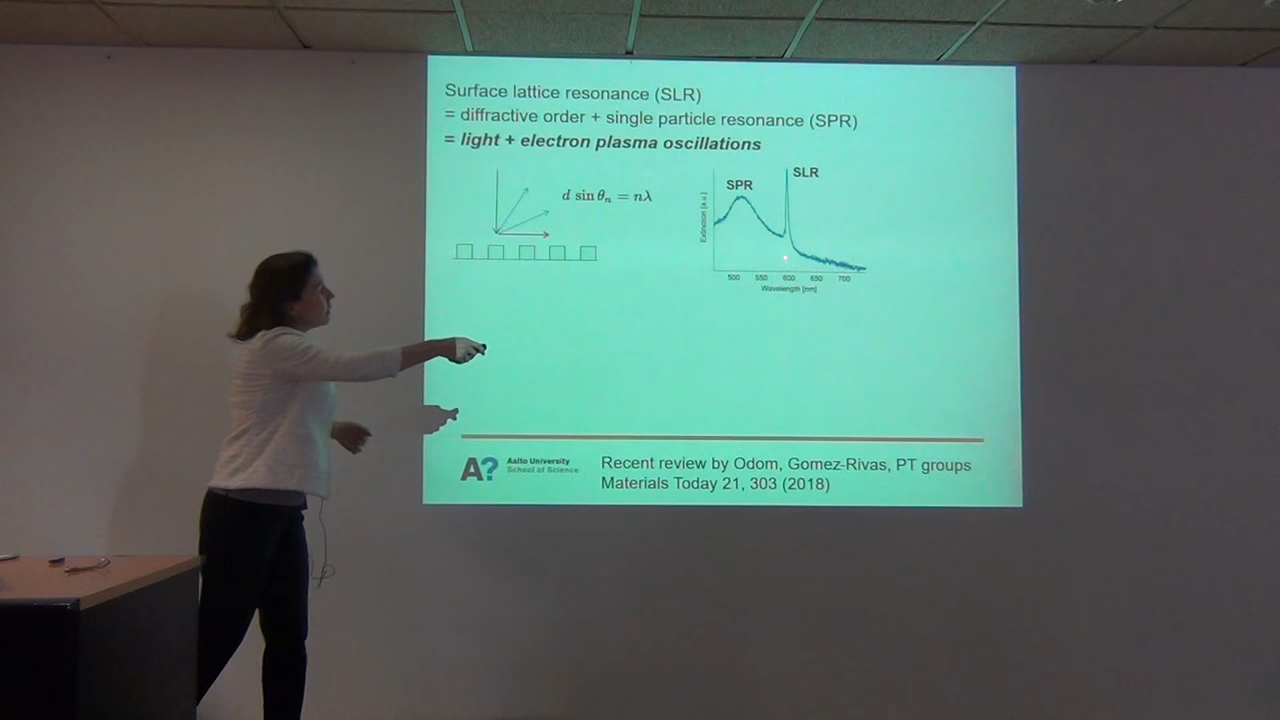 Surface lattice resonance (SLR)
= diffractive order + single particle resonance (SPR)
= light + electron plasma oscillations
d sin θₙ = nλ
SPR
SLR
Extinction [a.u.]
500 550 600 650 700
Wavelength [nm]
A?
Aalto University
School of Science
Recent review by Odom, Gomez-Rivas, PT groups
Materials Today 21, 303 (2018)